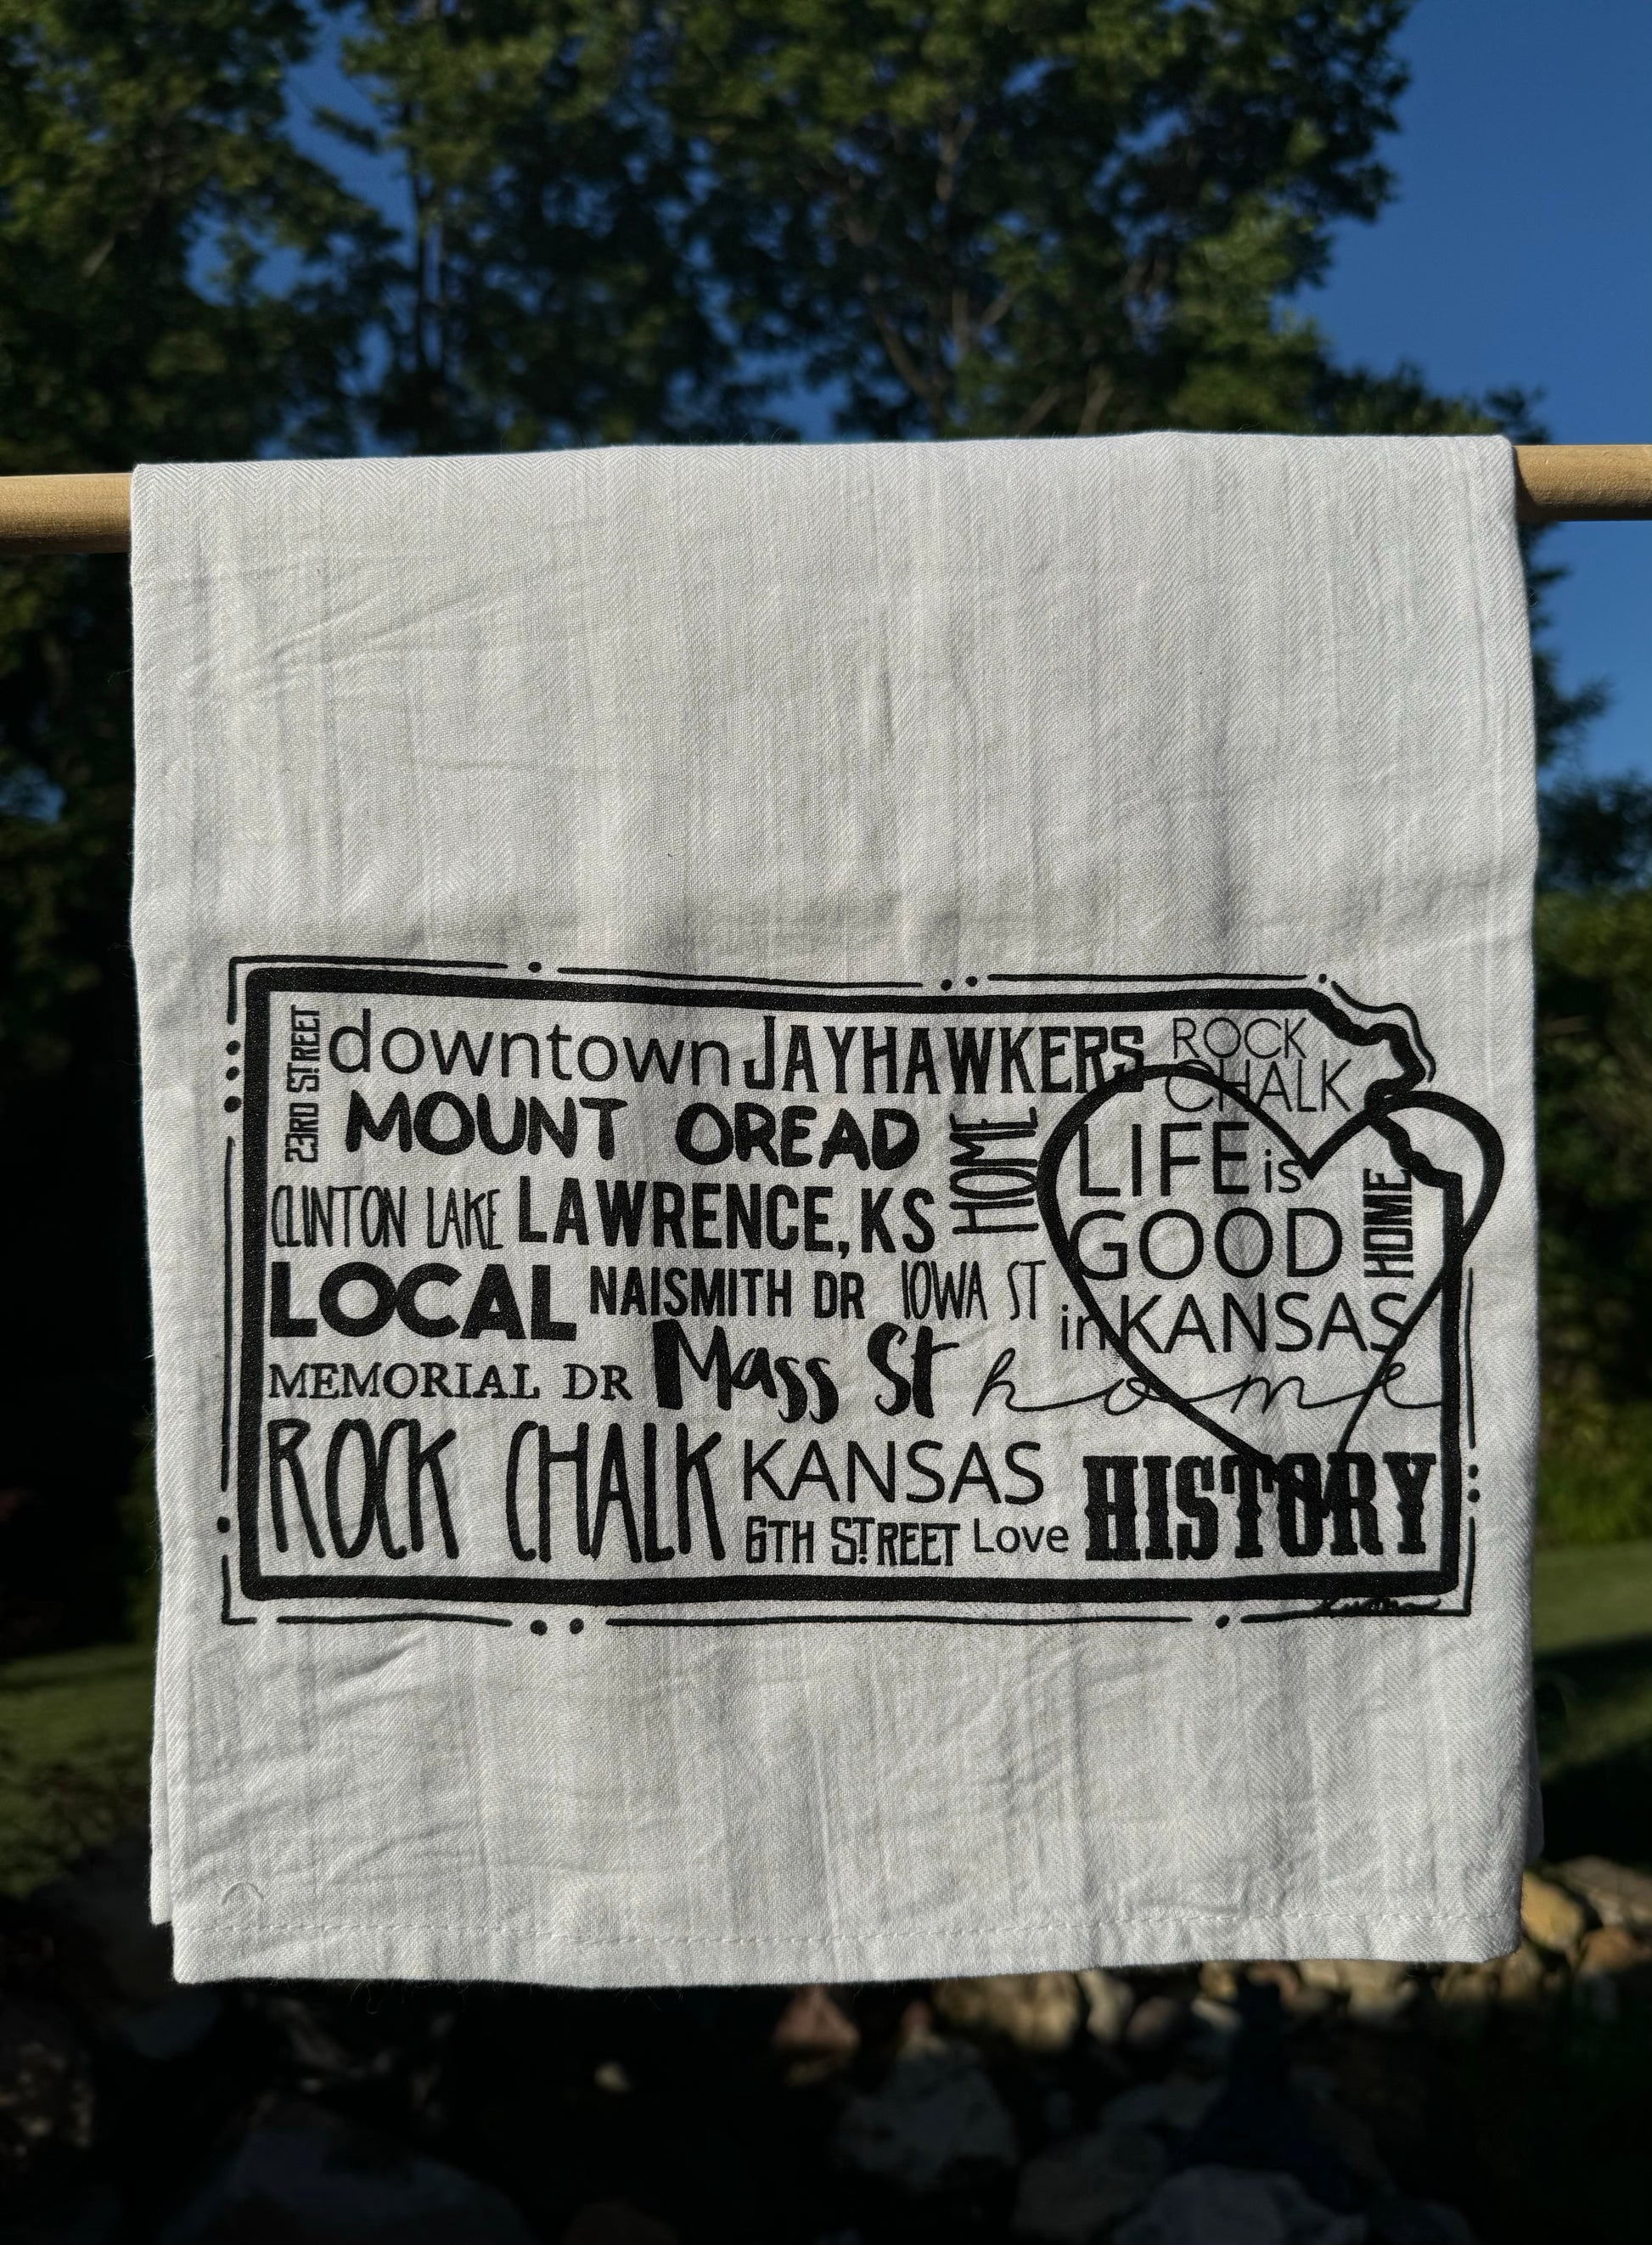 23RD STREET
downtown JAYHAWKERS
ROCK
CHALK
MOUNT OREAD
HOME
CLINTON LAKE LAWRENCE, KS
LIFE is
GOOD
HOME
in KANSAS
LOCAL NAISMITH DR IOWA ST
MEMORIAL DR Mass St home
ROCK CHALK KANSAS
6TH STREET Love HISTORY